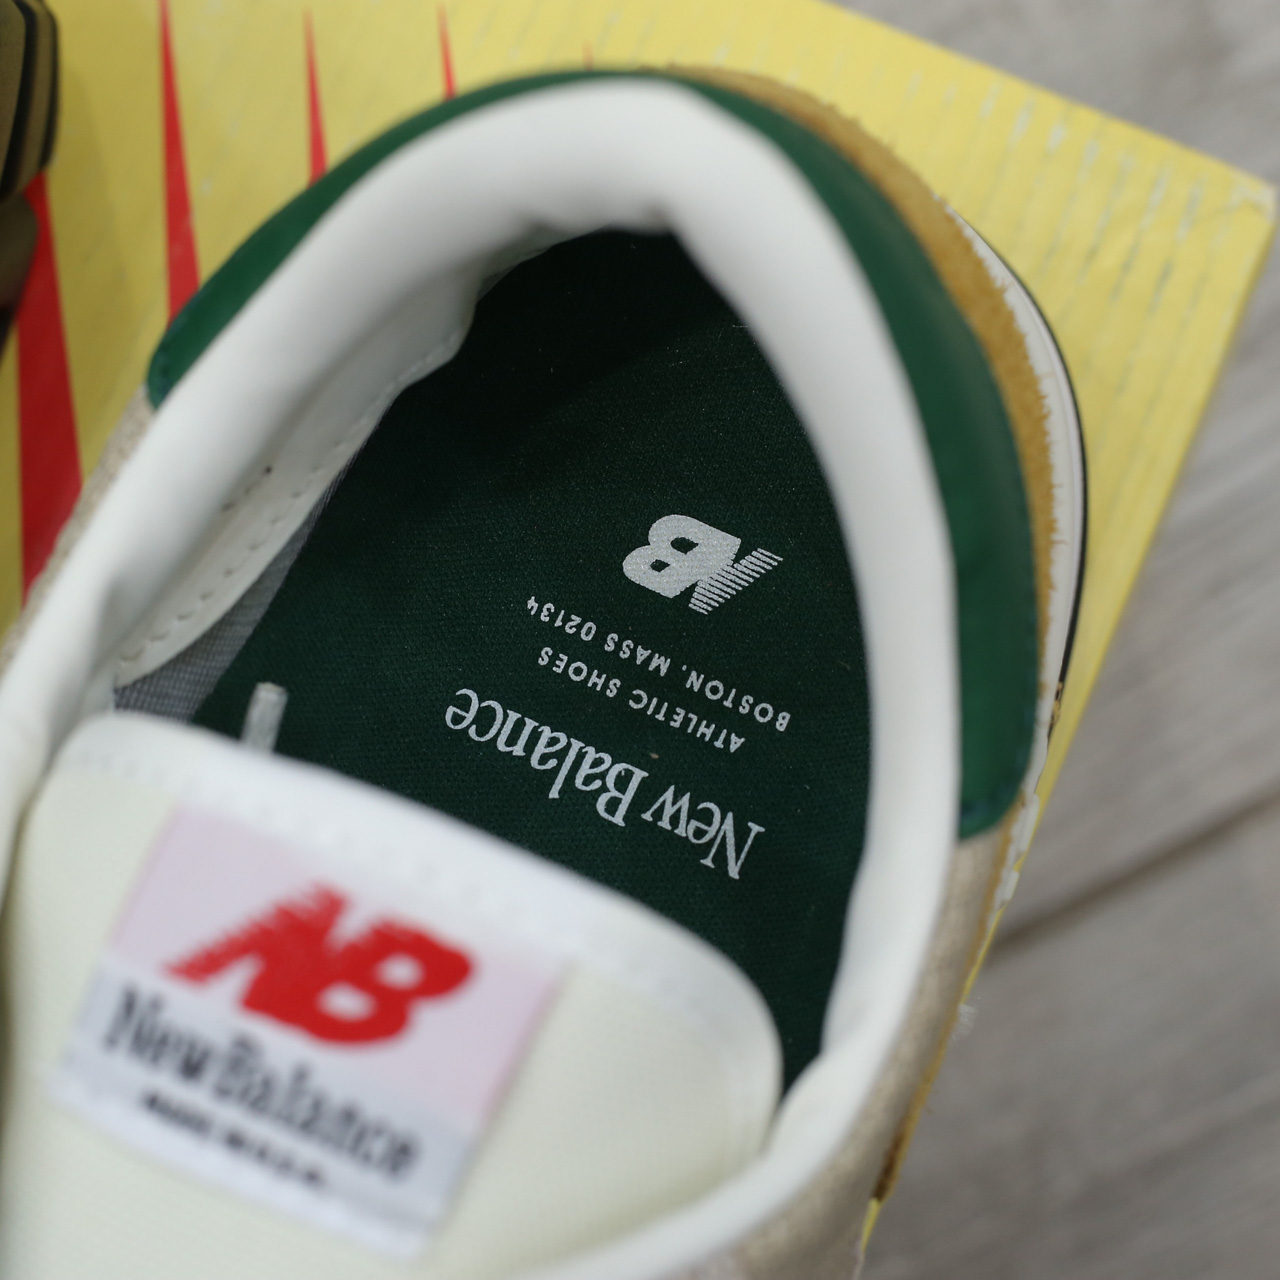 New Balance
ATHLETIC SHOES
BOSTON, MASS 02134
NB
NB
New Balance